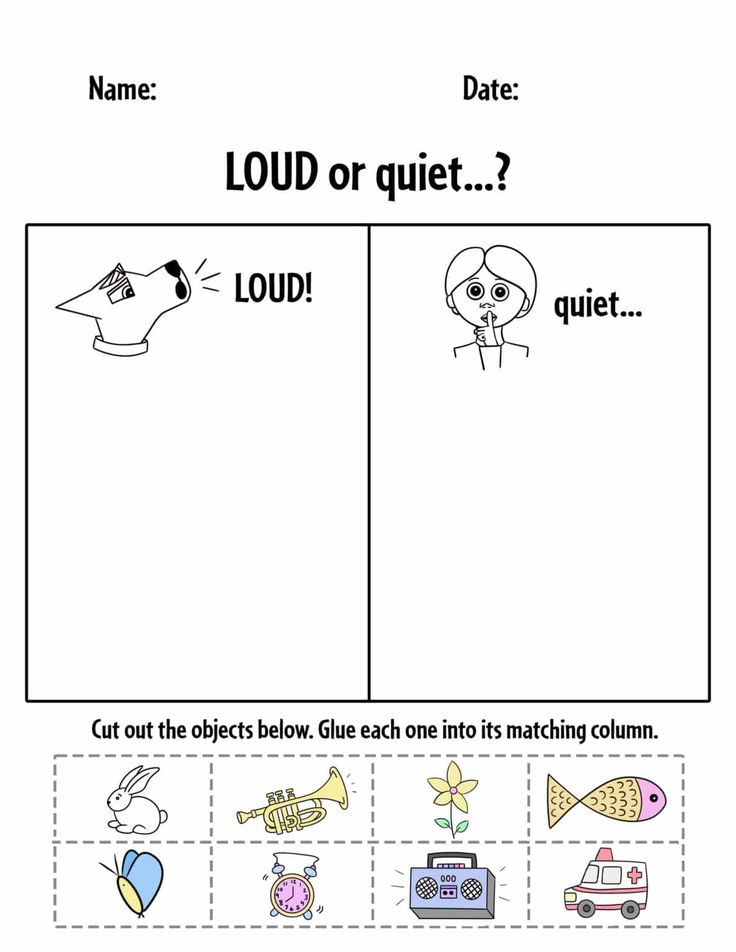 Name: Date:
LOUD or quiet...?
LOUD!
quiet...
Cut out the objects below. Glue each one into its matching column.